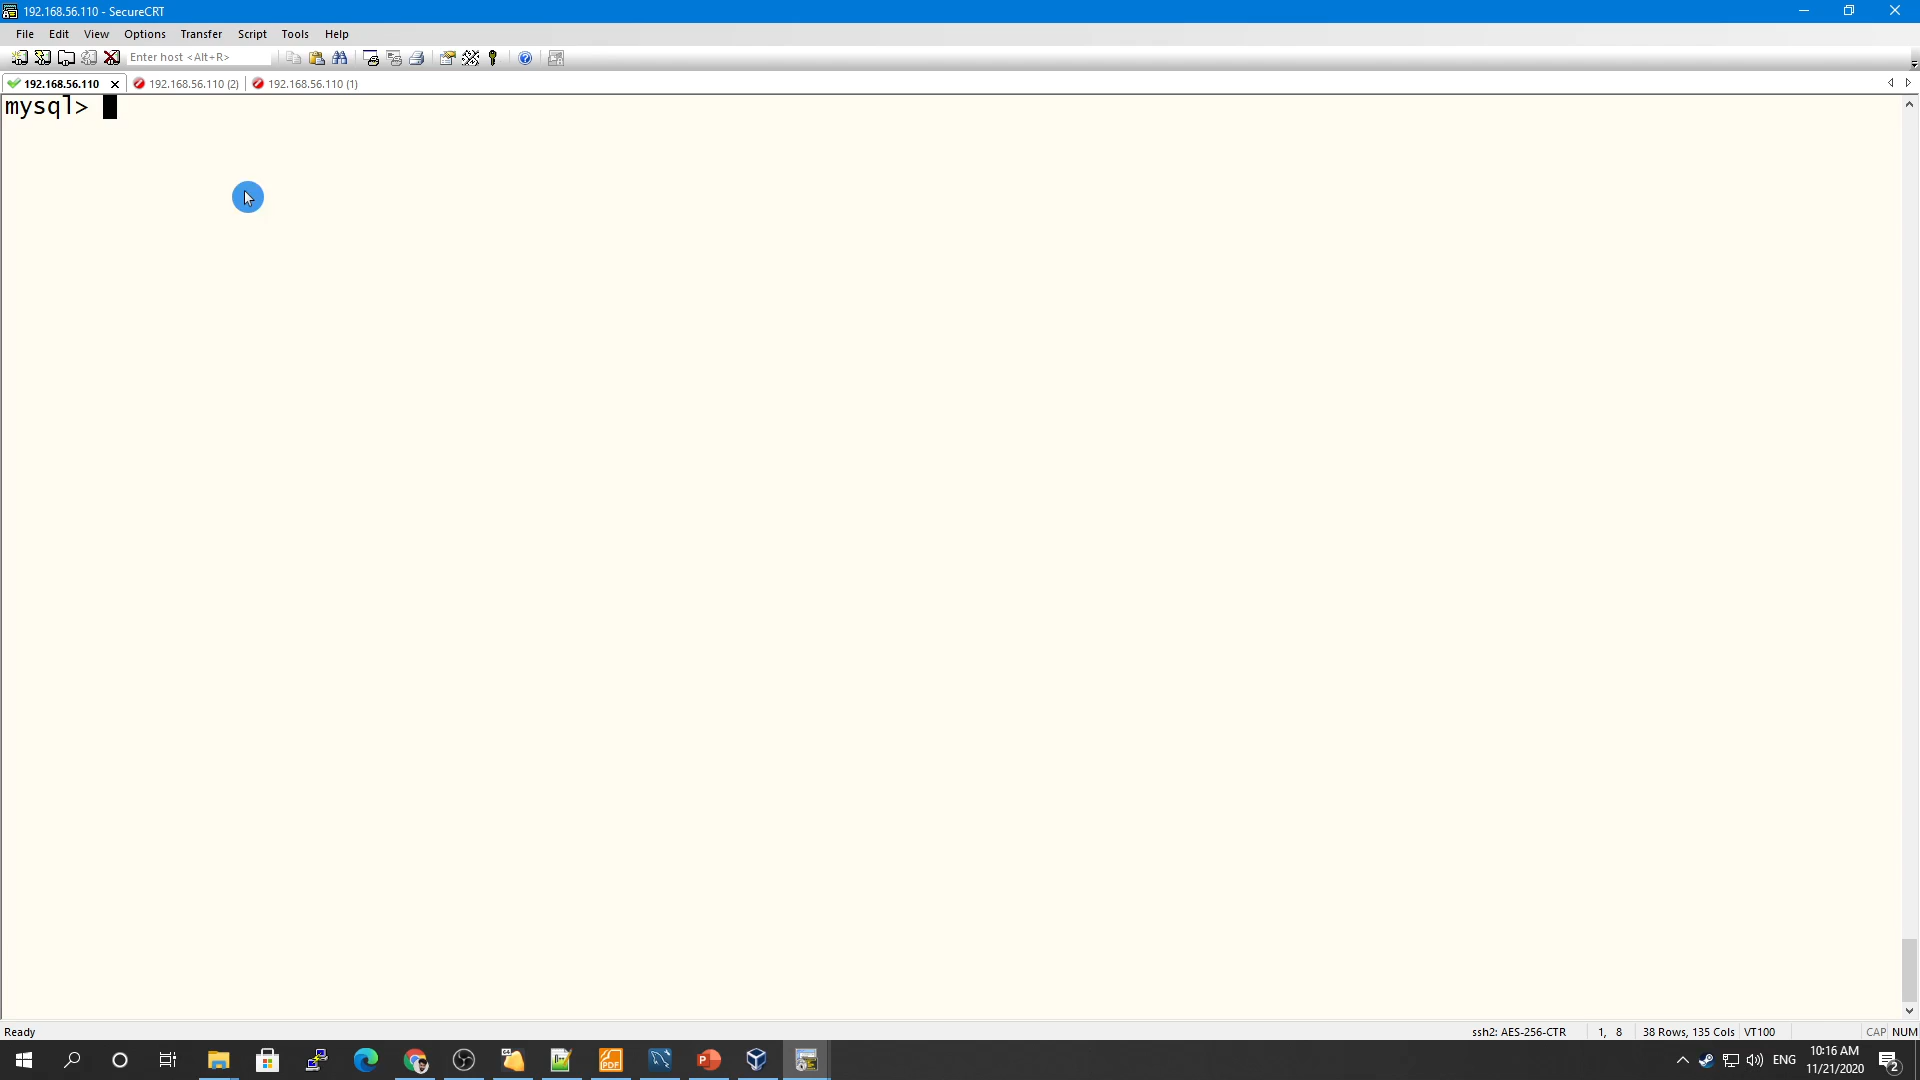 192.168.56.110 - SecureCRT
File Edit View Options Transfer Script Tools Help
Enter host <Alt+R>
192.168.56.110 192.168.56.110 (2) 192.168.56.110 (1)
mysql>
Ready ssh2: AES-256-CTR 1, 8 38 Rows, 135 Cols VT100 CAP NUM
PDF ENG 10:16 AM
11/21/2020 2